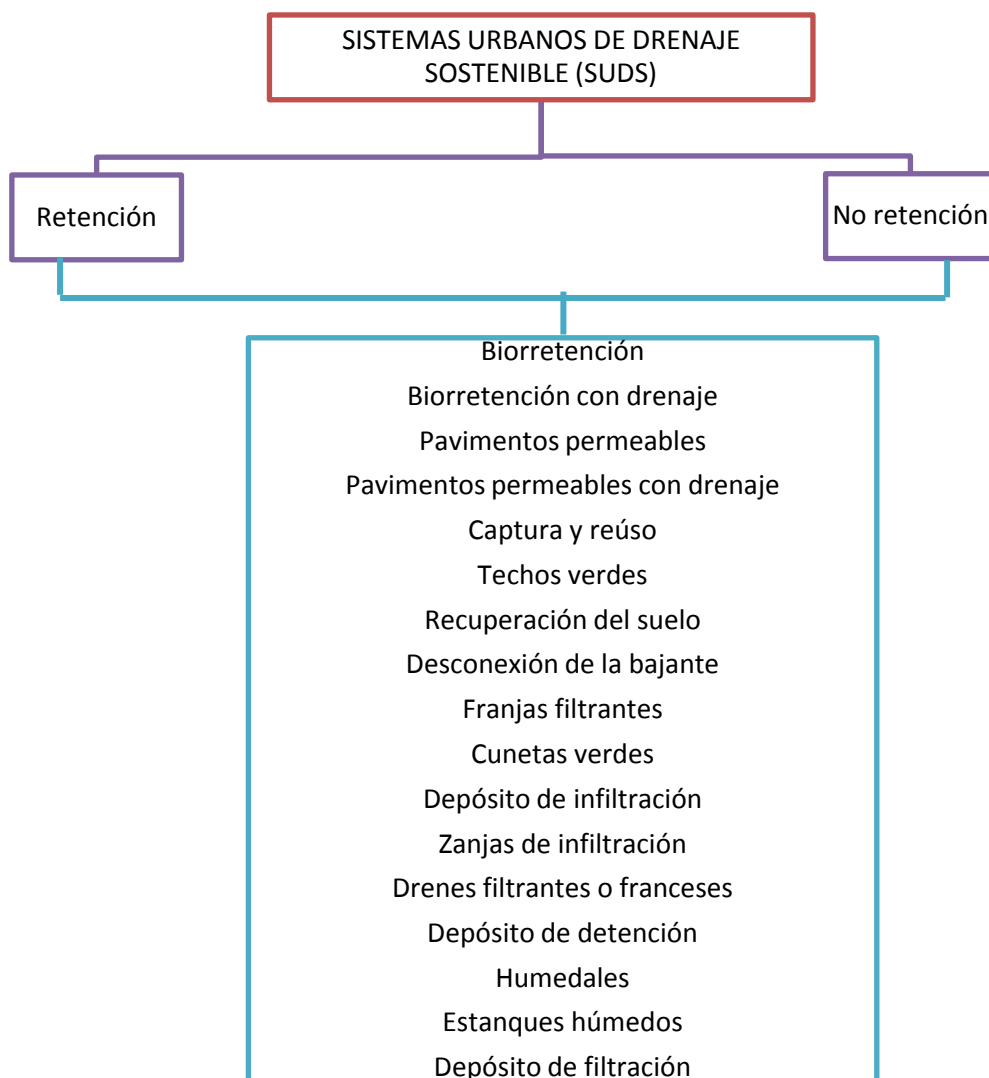 SISTEMAS URBANOS DE DRENAJE
SOSTENIBLE (SUDS)
Retención
No retención
Biorretención
Biorretención con drenaje
Pavimentos permeables
Pavimentos permeables con drenaje
Captura y reúso
Techos verdes
Recuperación del suelo
Desconexión de la bajante
Franjas filtrantes
Cunetas verdes
Depósito de infiltración
Zanjas de infiltración
Drenes filtrantes o franceses
Depósito de detención
Humedales
Estanques húmedos
Depósito de filtración